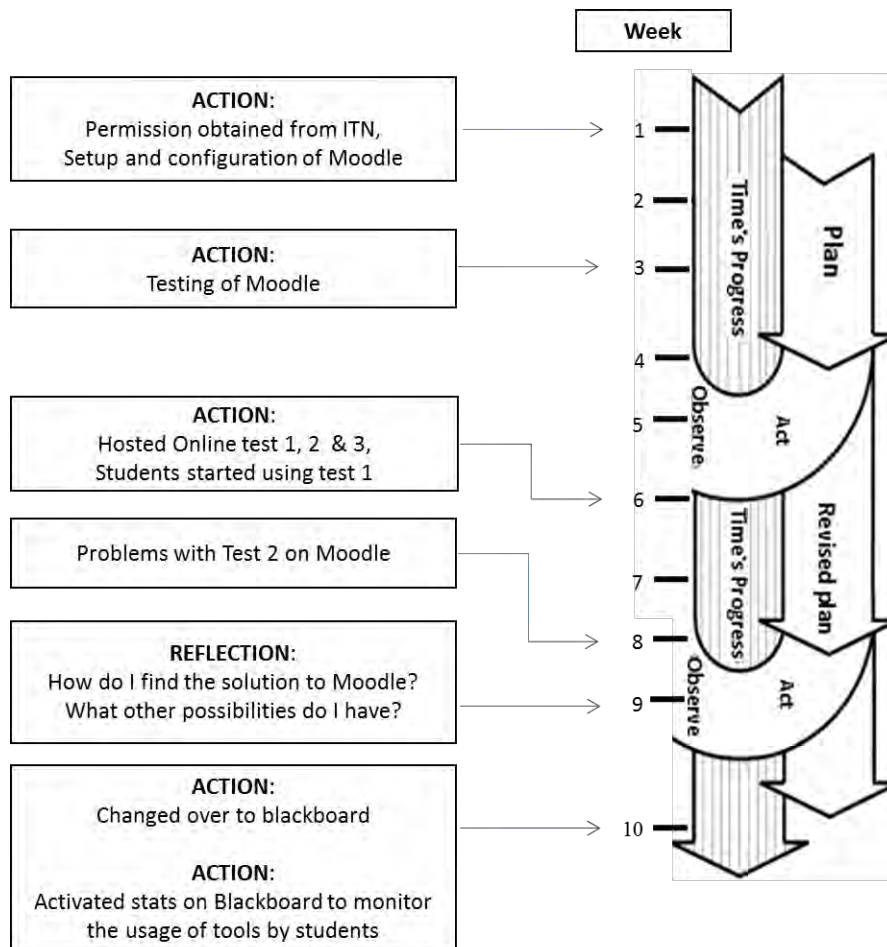 Week
ACTION:
Permission obtained from ITN,
Setup and configuration of Moodle
ACTION:
Testing of Moodle
ACTION:
Hosted Online test 1, 2 & 3,
Students started using test 1
Problems with Test 2 on Moodle
REFLECTION:
How do I find the solution to Moodle?
What other possibilities do I have?
ACTION:
Changed over to blackboard
ACTION:
Activated stats on Blackboard to monitor
the usage of tools by students
1
2
3
4
5
6
7
8
9
10
Time's Progress
Plan
Observe
Act
Time's Progress
Revised plan
Observe
Act